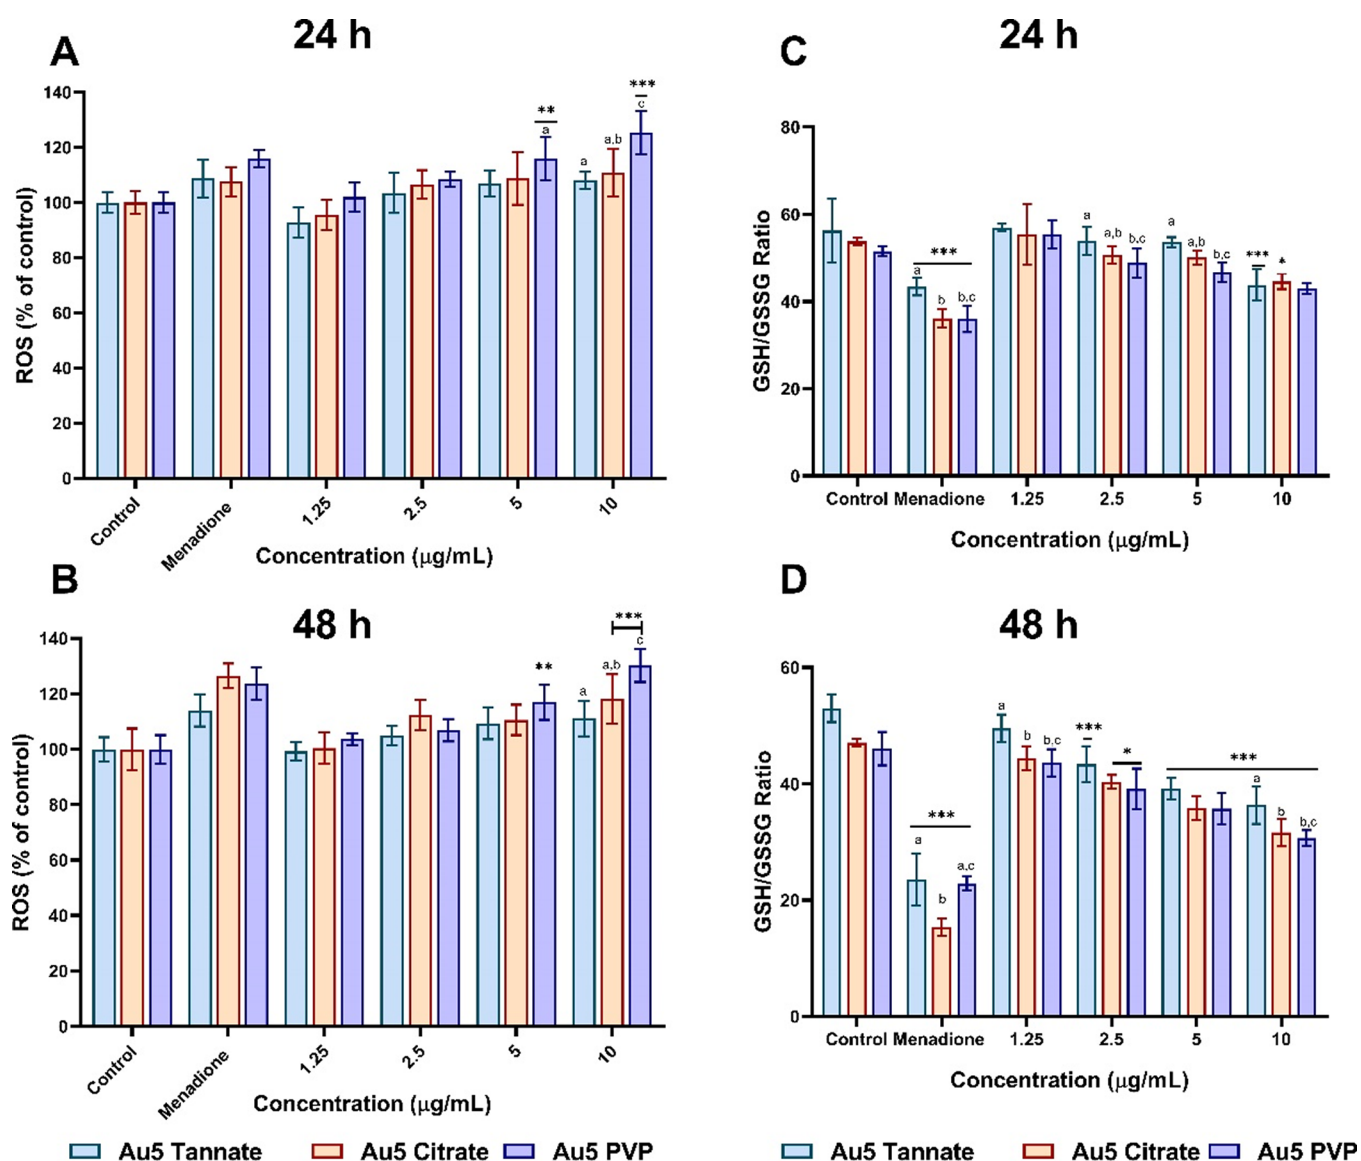 A
24 h
ROS (% of control)
140
120
100
80
60
40
20
0
***
c
**
a
a,b
a
Control
Menadione
1.25
2.5
5
10
Concentration (μg/mL)
C
24 h
GSH/GSSG Ratio
80
60
40
20
0
***
a
b
b,c
a
a,b
b,c
a
a,b
b,c
***
*
Control
Menadione
1.25
2.5
5
10
Concentration (μg/mL)
B
48 h
ROS (% of control)
140
120
100
80
60
40
20
0
***
c
**
a,b
a
Control
Menadione
1.25
2.5
5
10
Concentration (μg/mL)
D
48 h
GSH/GSSG Ratio
60
40
20
0
***
a
b
a,c
a
b
b,c
***
*
***
a
b
b,c
Control
Menadione
1.25
2.5
5
10
Concentration (μg/mL)
Au5 Tannate
Au5 Citrate
Au5 PVP
Au5 Tannate
Au5 Citrate
Au5 PVP